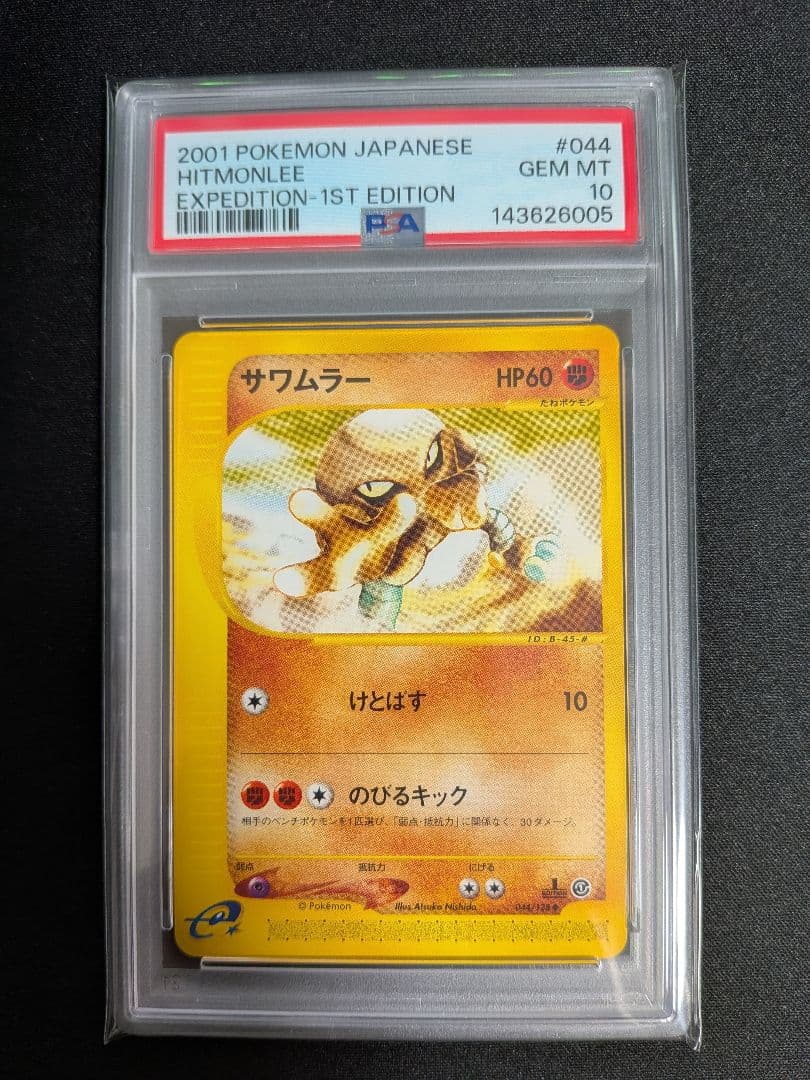 2001 POKEMON JAPANESE #044
HITMONLEE GEM MT
EXPEDITION-1ST EDITION 10
143626005
PSA
サワムラー HP60
たねポケモン
ID:B-45-#
けとばす 10
のびるキック
相手のベンチポケモンを1匹選び、「弱点・抵抗力」に関係なく、30ダメージ。
弱点 抵抗力 にげる
1
EDITION
© Pokémon Illus. Atsuko Nishida 044/128
e